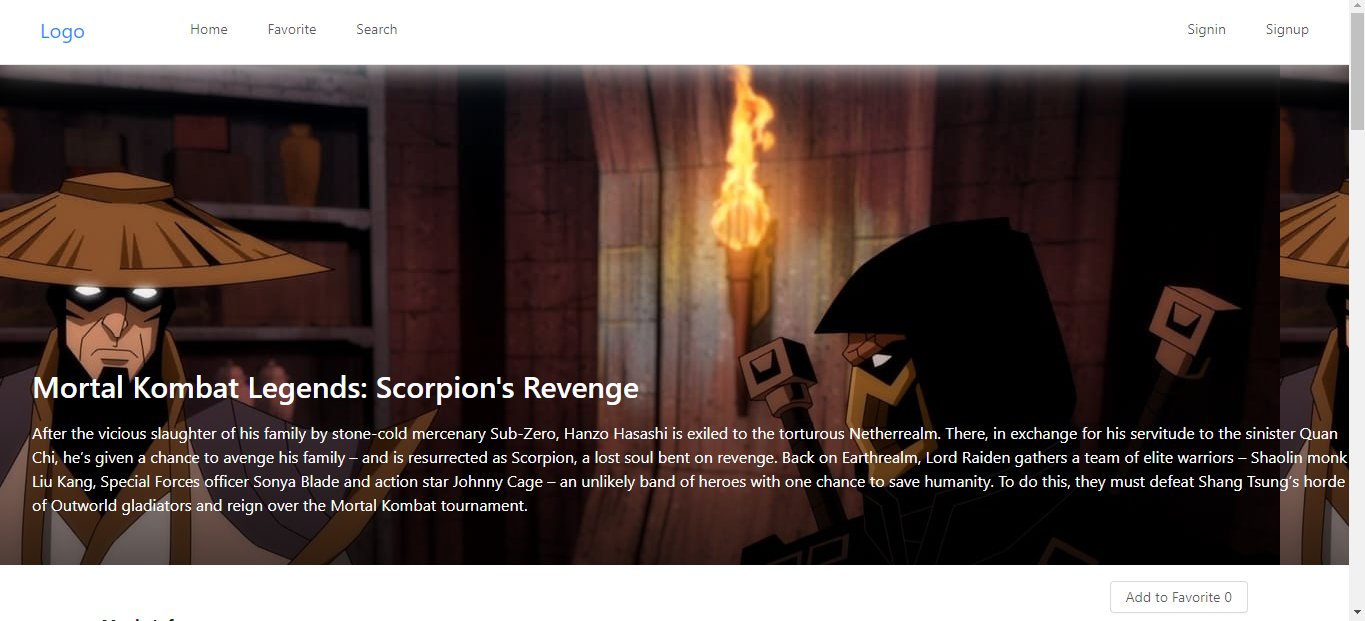 Logo
Home Favorite Search Signin Signup
Mortal Kombat Legends: Scorpion's Revenge
After the vicious slaughter of his family by stone-cold mercenary Sub-Zero, Hanzo Hasashi is exiled to the torturous Netherrealm. There, in exchange for his servitude to the sinister Quan
Chi, he’s given a chance to avenge his family – and is resurrected as Scorpion, a lost soul bent on revenge. Back on Earthrealm, Lord Raiden gathers a team of elite warriors – Shaolin monk
Liu Kang, Special Forces officer Sonya Blade and action star Johnny Cage – an unlikely band of heroes with one chance to save humanity. To do this, they must defeat Shang Tsung’s horde
of Outworld gladiators and reign over the Mortal Kombat tournament.
Add to Favorite 0